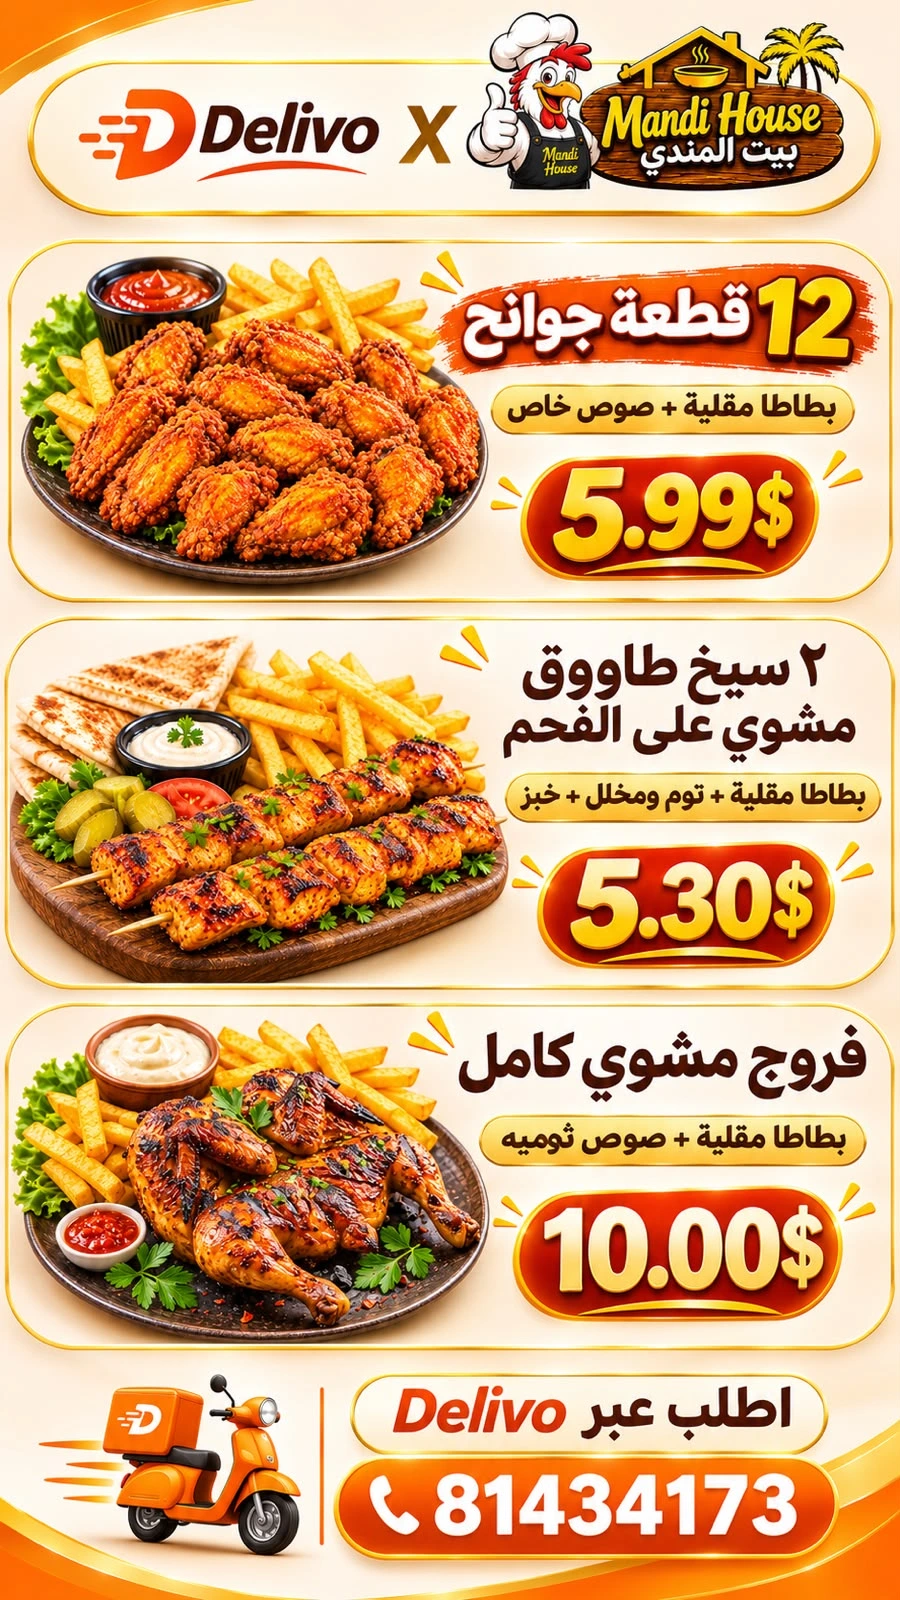 Delivo X Mandi House
بيت المندي
Mandi
House
12 قطعة جوانح
بطاطا مقلية + صوص خاص
5.99$
٢ سيخ طاووق
مشوي على الفحم
بطاطا مقلية + توم ومخلل + خبز
5.30$
فروج مشوي كامل
بطاطا مقلية + صوص ثوميه
10.00$
اطلب عبر Delivo
81434173